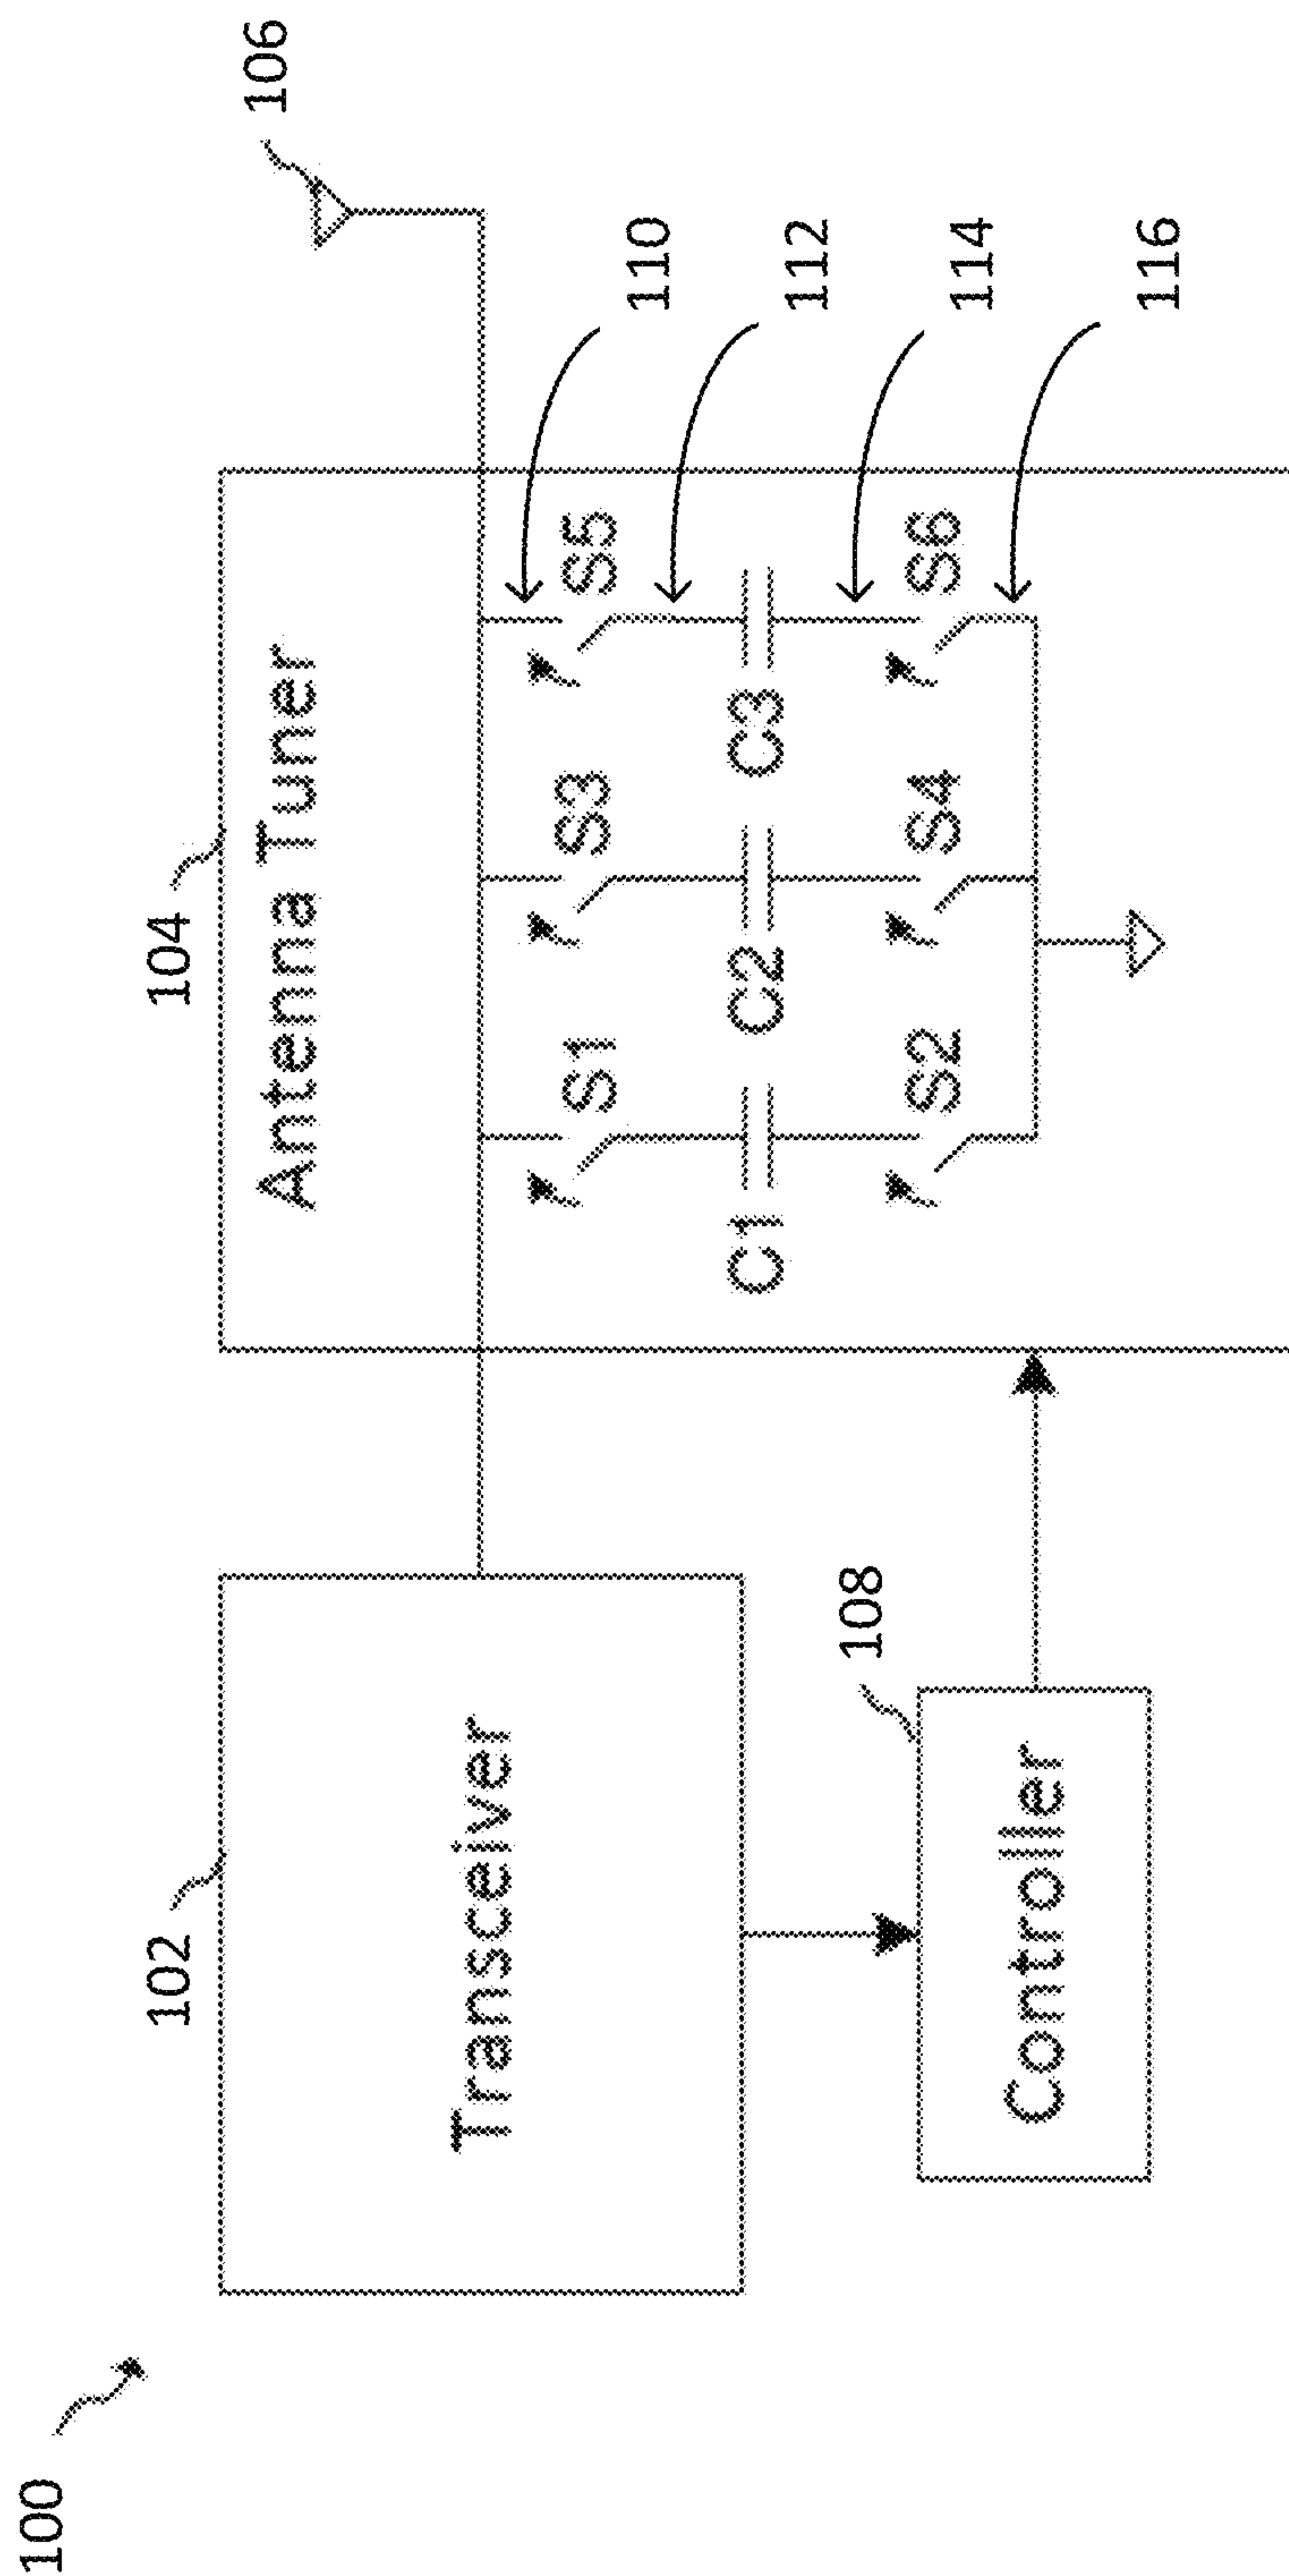 100
102
Transceiver
108
Controller
104
Antenna Tuner
S1
S3
S5
C1
C2
C3
S2
S4
S6
106
110
112
114
116